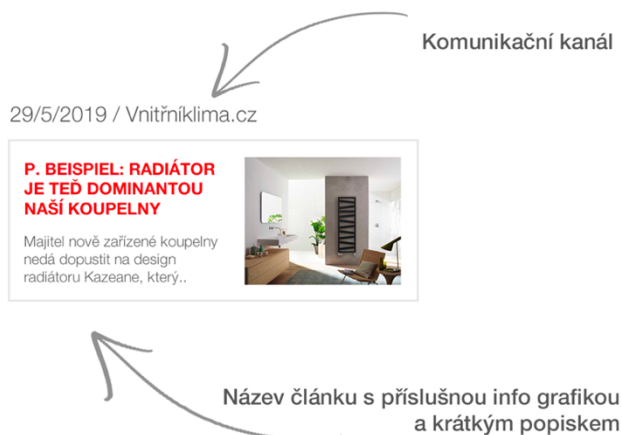 Komunikační kanál
29/5/2019 / Vnitřníklima.cz
P. BEISPIEL: RADIÁTOR
JE TEĎ DOMINANTOU
NAŠÍ KOUPELNY
Majitel nově zařízené koupelny
nedá dopustit na design
radiátoru Kazeane, který..
Název článku s příslušnou info grafikou
a krátkým popiskem